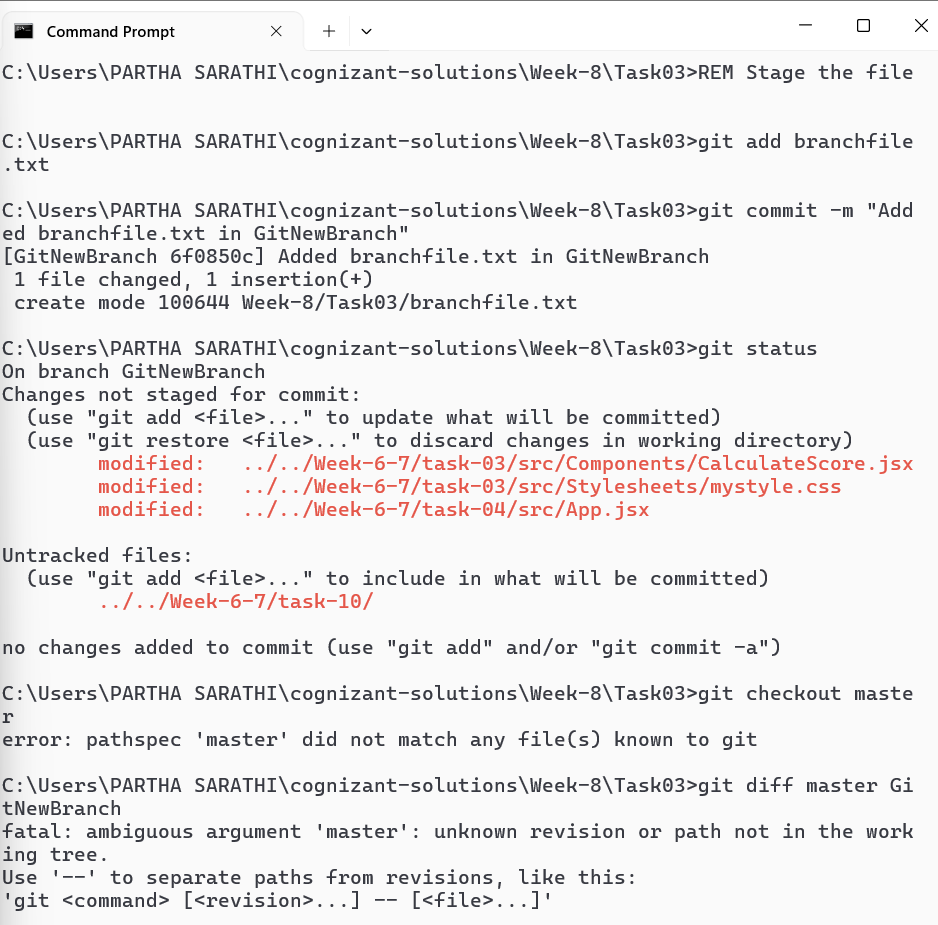 Command Prompt
C:\Users\PARTHA SARATHI\cognizant-solutions\Week-8\Task03>REM Stage the file
C:\Users\PARTHA SARATHI\cognizant-solutions\Week-8\Task03>git add branchfile
.txt
C:\Users\PARTHA SARATHI\cognizant-solutions\Week-8\Task03>git commit -m "Add
ed branchfile.txt in GitNewBranch"
[GitNewBranch 6f0850c] Added branchfile.txt in GitNewBranch
 1 file changed, 1 insertion(+)
 create mode 100644 Week-8/Task03/branchfile.txt
C:\Users\PARTHA SARATHI\cognizant-solutions\Week-8\Task03>git status
On branch GitNewBranch
Changes not staged for commit:
  (use "git add <file>..." to update what will be committed)
  (use "git restore <file>..." to discard changes in working directory)
        modified:   ../../Week-6-7/task-03/src/Components/CalculateScore.jsx
        modified:   ../../Week-6-7/task-03/src/Stylesheets/mystyle.css
        modified:   ../../Week-6-7/task-04/src/App.jsx
Untracked files:
  (use "git add <file>..." to include in what will be committed)
        ../../Week-6-7/task-10/
no changes added to commit (use "git add" and/or "git commit -a")
C:\Users\PARTHA SARATHI\cognizant-solutions\Week-8\Task03>git checkout maste
r
error: pathspec 'master' did not match any file(s) known to git
C:\Users\PARTHA SARATHI\cognizant-solutions\Week-8\Task03>git diff master Gi
tNewBranch
fatal: ambiguous argument 'master': unknown revision or path not in the work
ing tree.
Use '--' to separate paths from revisions, like this:
'git <command> [<revision>...] -- [<file>...]'